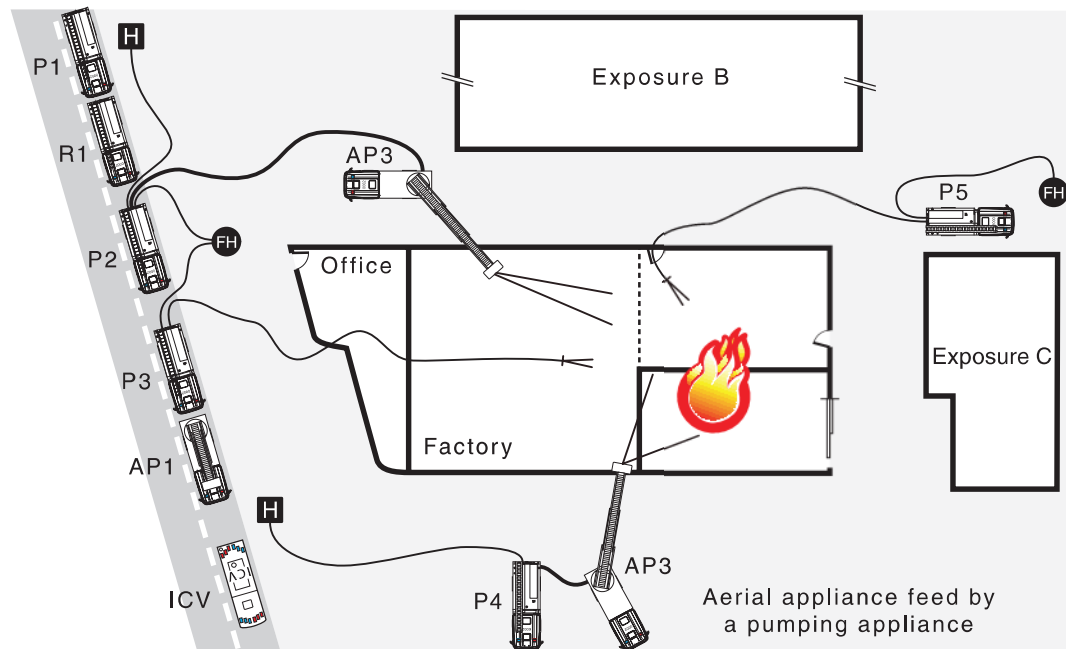 P1
H
Exposure B
R1
AP3
P5
FH
P2
FH
Office
P3
Exposure C
Factory
AP1
H
ICV
ICV
P4
AP3
Aerial appliance feed by
a pumping appliance